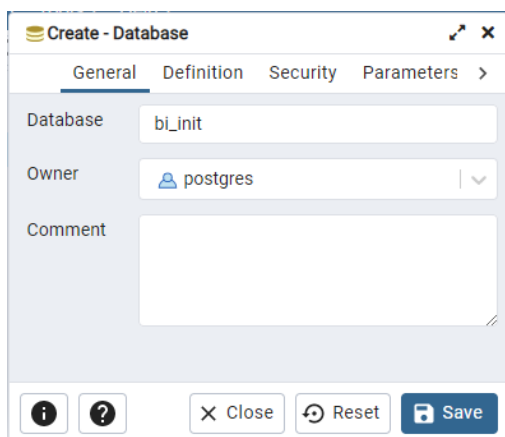 Create - Database
General Definition Security Parameters
Database bi_init
Owner postgres
Comment
Close Reset Save